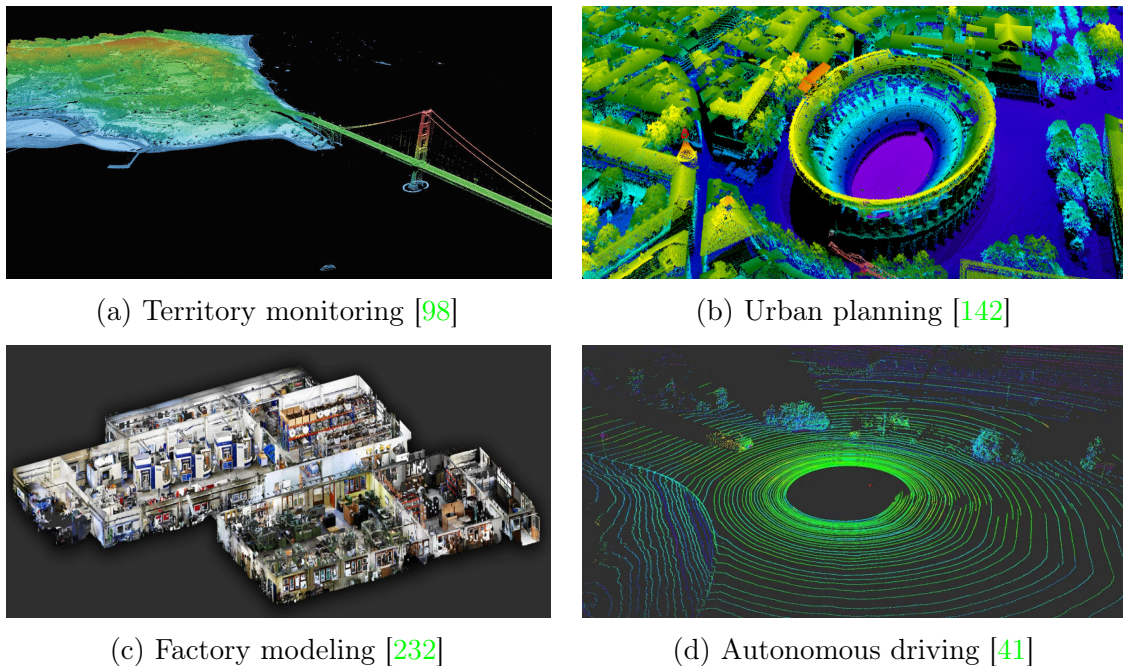 (a) Territory monitoring [98]
(b) Urban planning [142]
(c) Factory modeling [232]
(d) Autonomous driving [41]